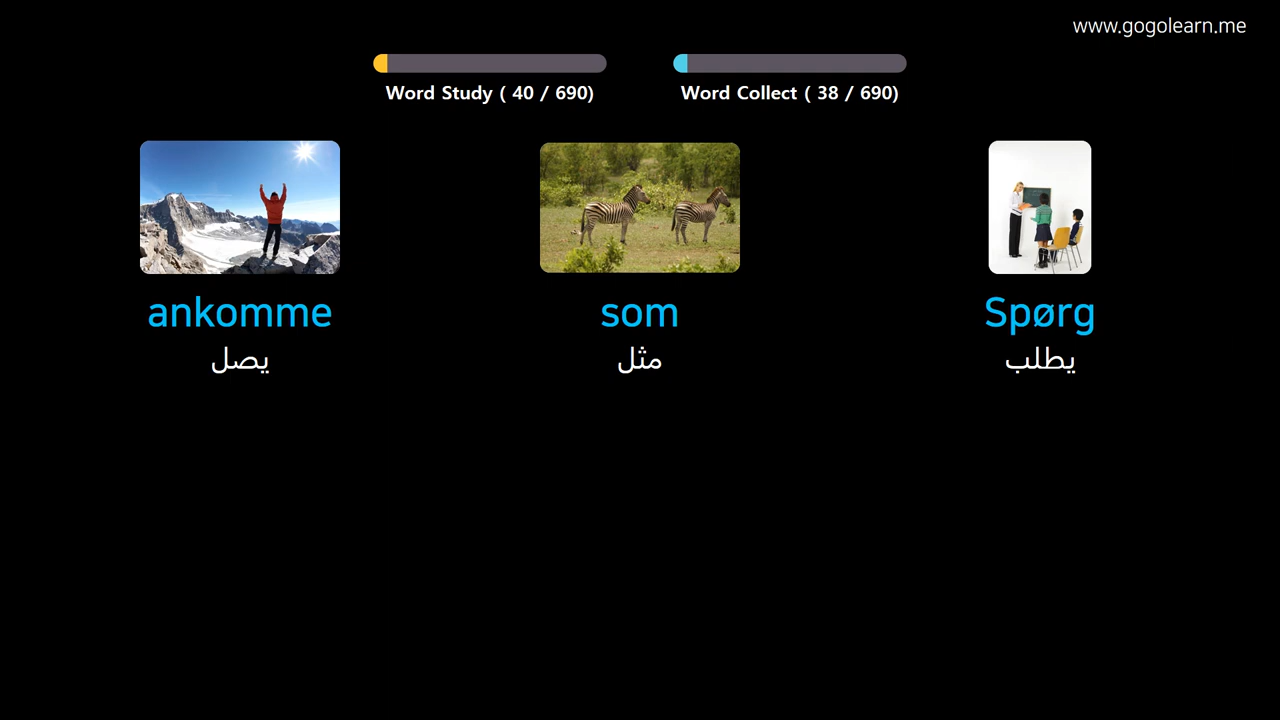 www.gogolearn.me
Word Study ( 40 / 690)
Word Collect ( 38 / 690)
ankomme
som
Spørg
يصل
مثل
يطلب